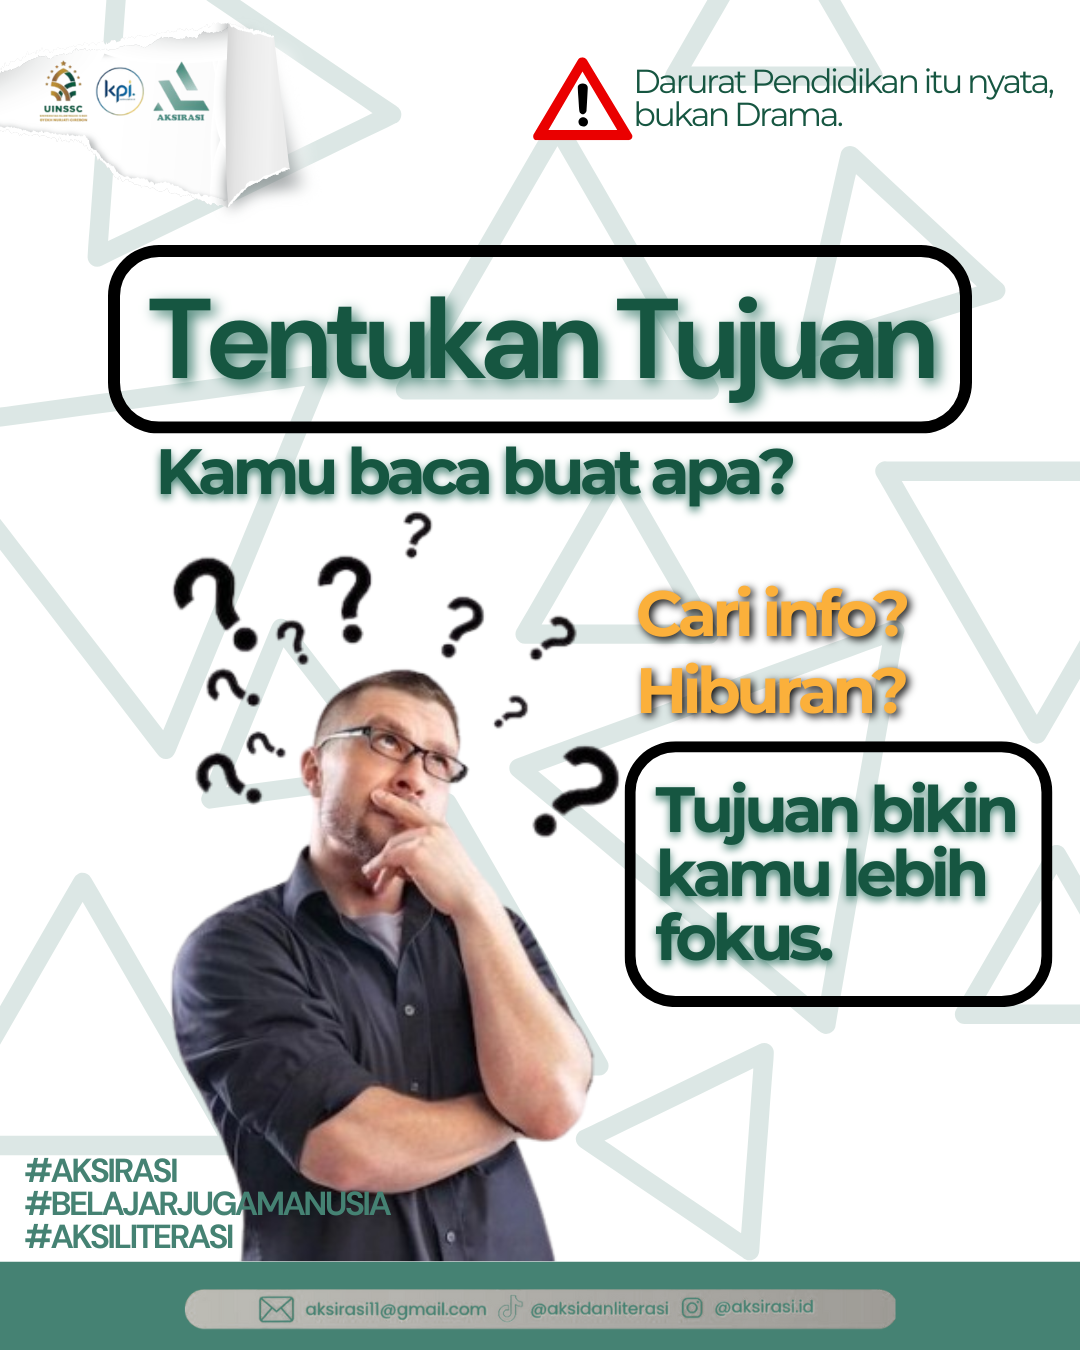 UINSSC
kpi.
AKSIRASI
Darurat Pendidikan itu nyata,
bukan Drama.
Tentukan Tujuan
Kamu baca buat apa?
Cari info?
Hiburan?
Tujuan bikin
kamu lebih
fokus.
#AKSIRASI
#BELAJARJUGAMANUSIA
#AKSILITERASI
aksirasi11@gmail.com @aksidanliterasi @aksirasi.id